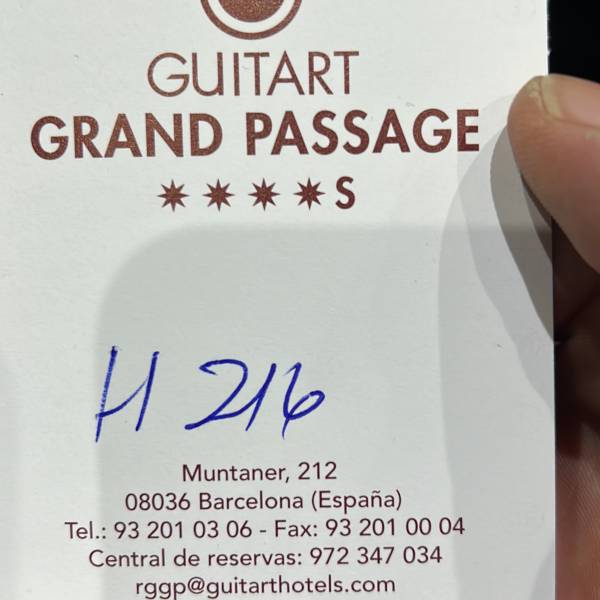 GUITART
GRAND PASSAGE
✷✷✷✷S
H 216
Muntaner, 212
08036 Barcelona (España)
Tel.: 93 201 03 06 - Fax: 93 201 00 04
Central de reservas: 972 347 034
rggp@guitarthotels.com